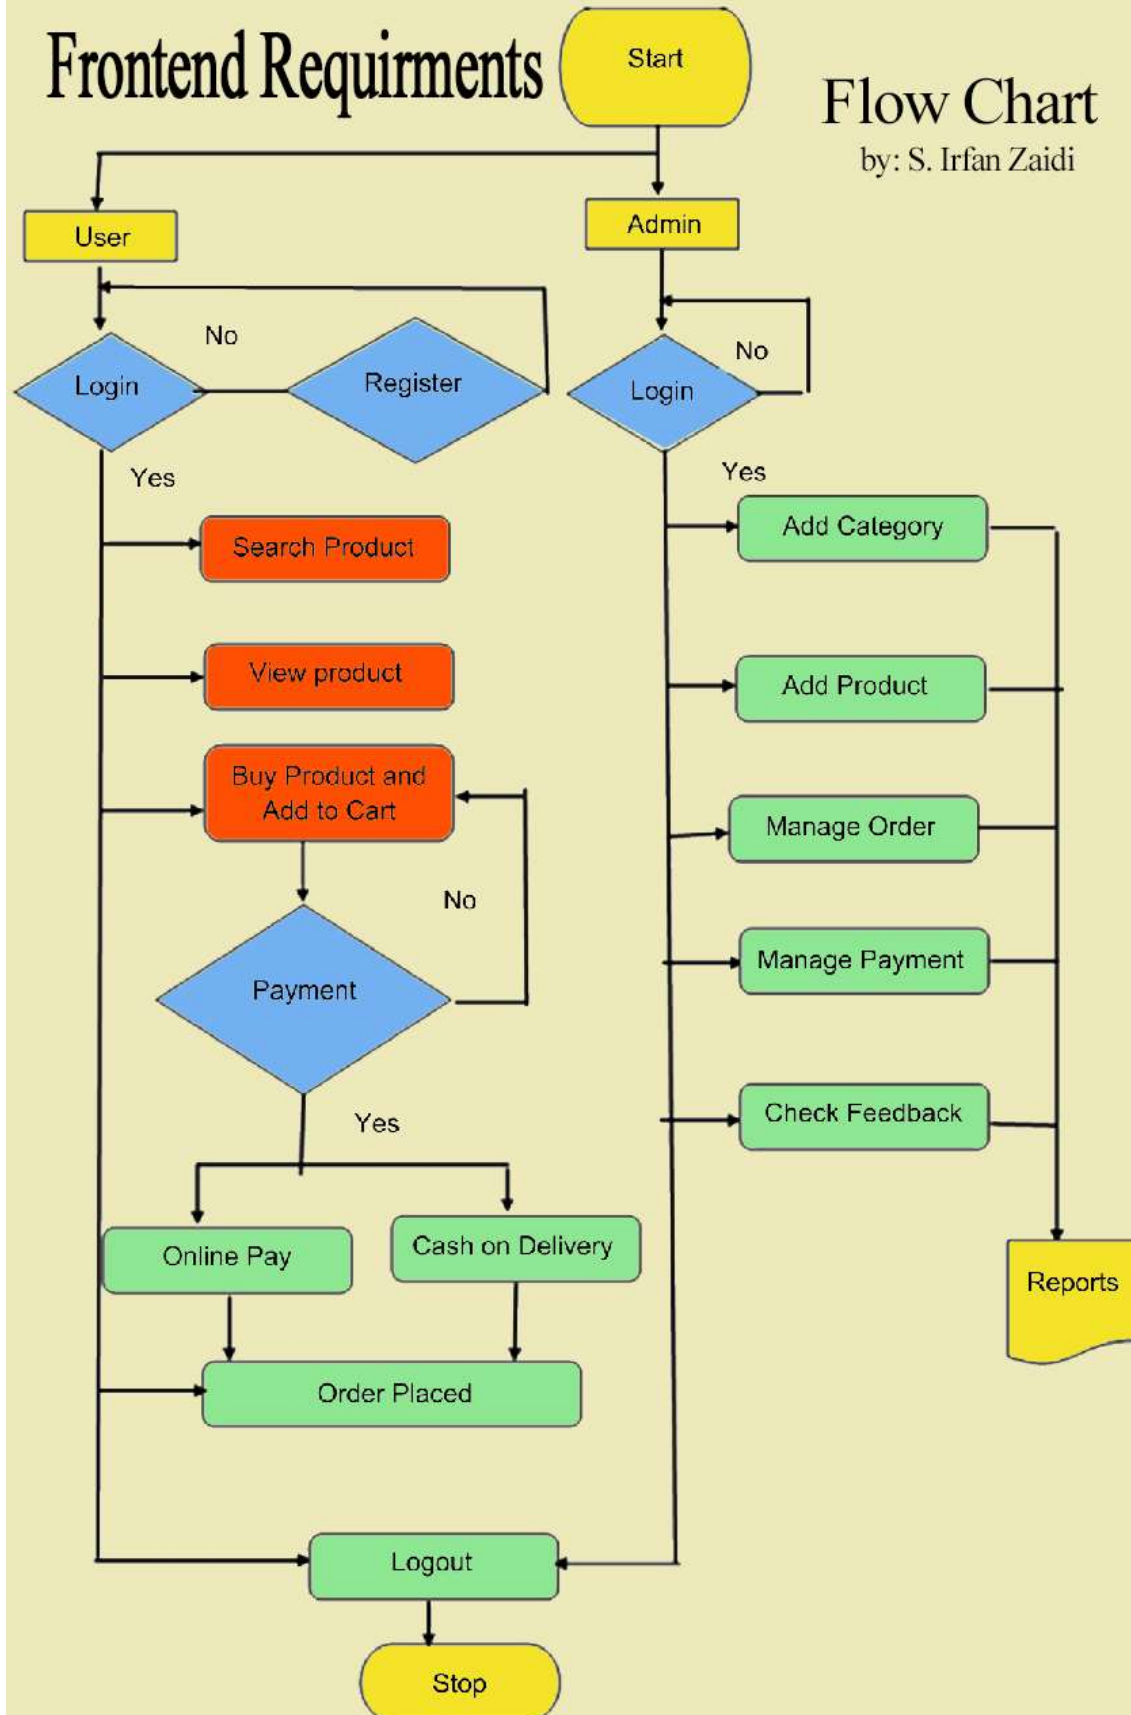 Frontend Requirments
Start
Flow Chart
by: S. Irfan Zaidi
User
Admin
No
Login
Register
No
Login
Yes
Yes
Search Product
Add Category
View product
Add Product
Buy Product and
Add to Cart
Manage Order
No
Payment
Manage Payment
Yes
Check Feedback
Online Pay
Cash on Delivery
Reports
Order Placed
Logout
Stop